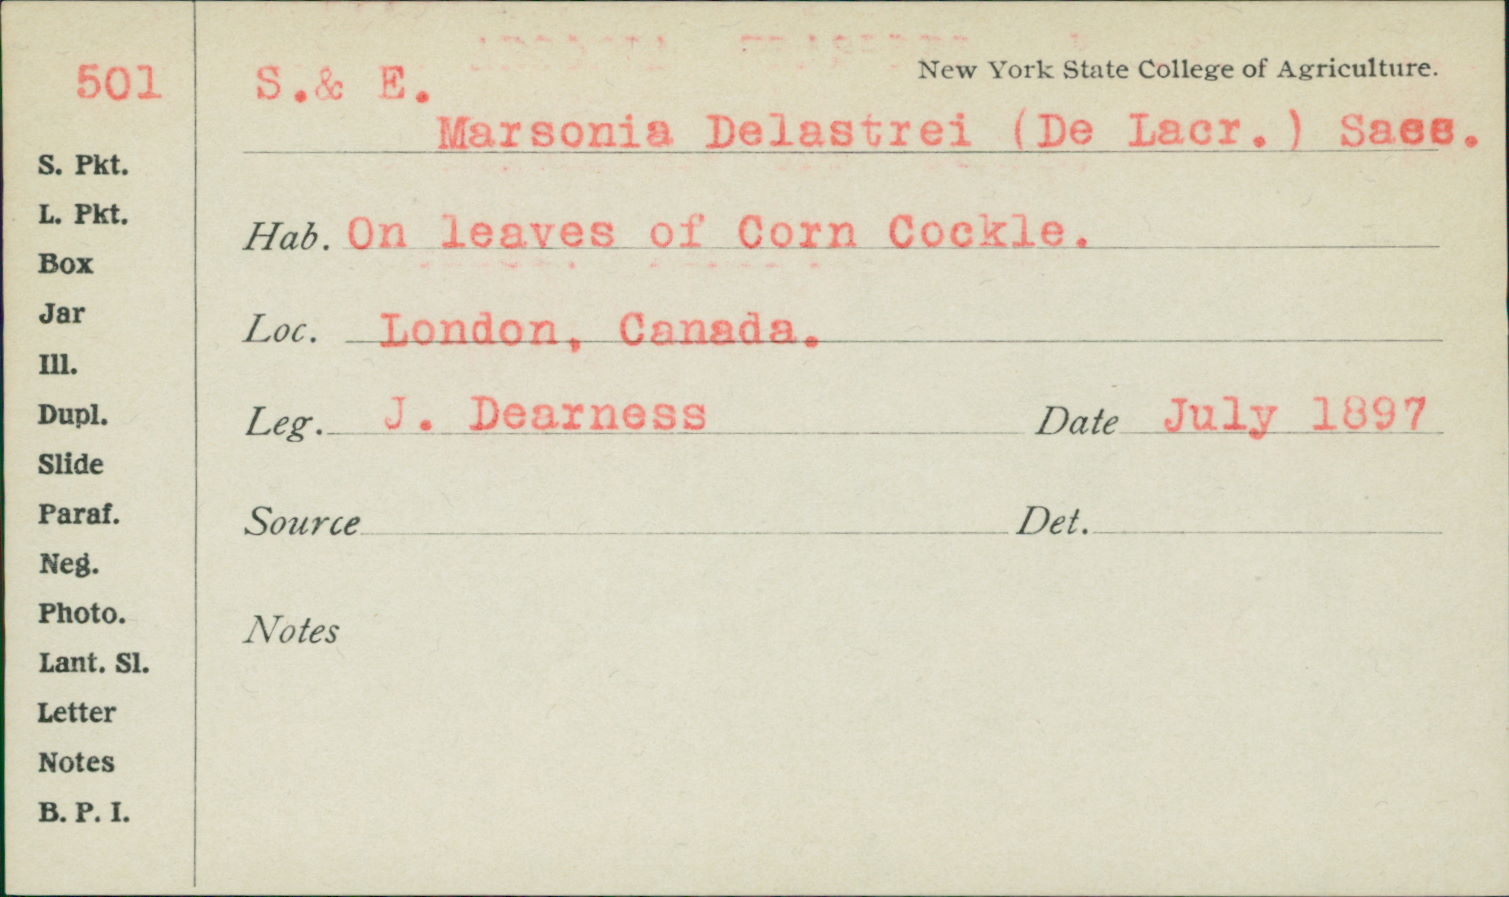 501
S.& E.
New York State College of Agriculture.
Marsonia Delastrei (De Lacr.) Sacc.
S. Pkt.
L. Pkt.
Box
Jar
Ill.
Dupl.
Slide
Paraf.
Neg.
Photo.
Lant. Sl.
Letter
Notes
B. P. I.
Hab. On leaves of Corn Cockle.
Loc. London, Canada.
Leg. J. Dearness Date July 1897
Source Det.
Notes